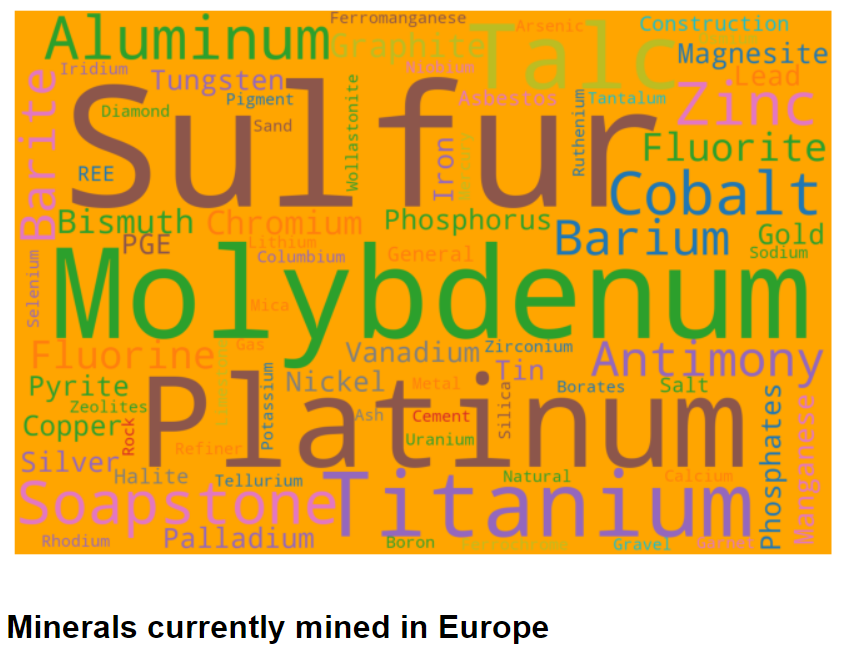 Ferromanganese
Aluminum
Graphite
Talc
Arsenic
Construction
Magnesite
Iridium
Tungsten
Niobium
Lead
Barite
Diamond
Pigment
Sand
Sulfur
Wollastonite
Asbestos
Tantalum
Zinc
Ruthenium
Iron
Mercury
Fluorite
REE
Cobalt
Bismuth
Chromium
Phosphorus
Barium
Gold
PGE
Lithium
Columbium
General
Sodium
Selenium
Molybdenum
Mica
Gas
Fluorine
Limestone
Vanadium
Zirconium
Antimony
Pyrite
Potassium
Nickel
Metal
Tin
Borates
Salt
Zeolites
Platinum
Ash
Cement
Silica
Copper
Rock
Uranium
Phosphates
Manganese
Silver
Refiner
Halite
Tellurium
Natural
Calcium
Soapstone
Titanium
Rhodium
Palladium
Boron
Ferrochrome
Gravel
Garnet
Minerals currently mined in Europe